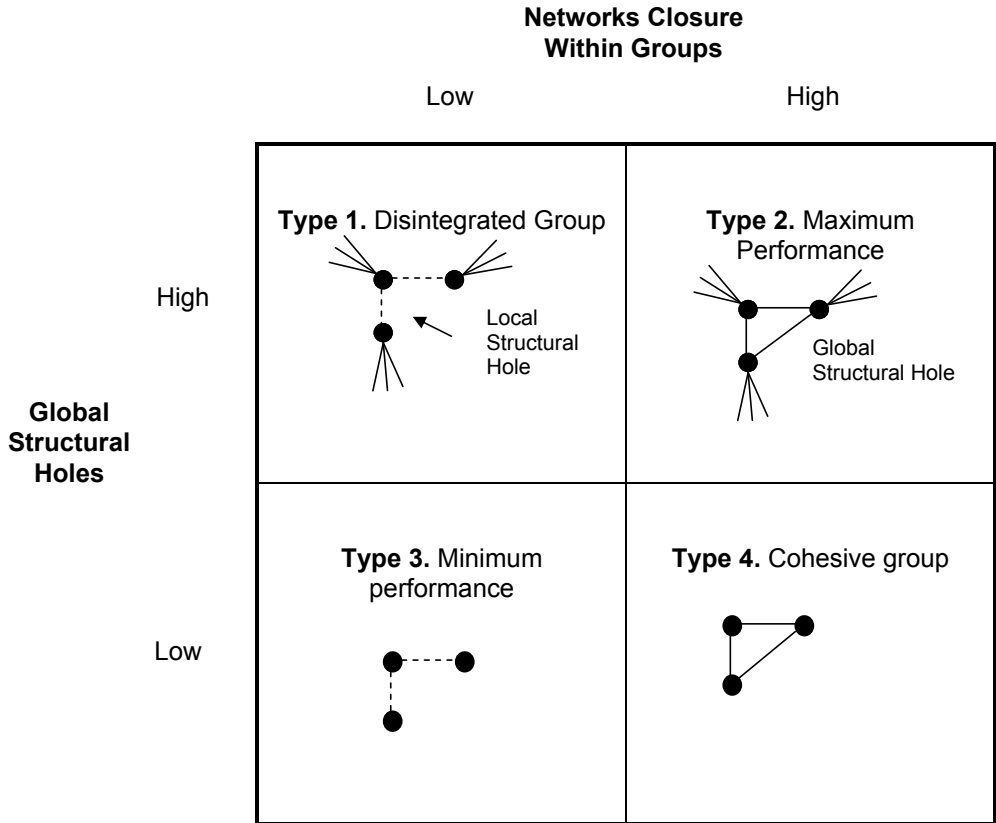 Networks Closure
Within Groups
Low
High
Type 1. Disintegrated Group
Local
Structural
Hole
Type 2. Maximum
Performance
Global
Structural Hole
High
Global
Structural
Holes
Type 3. Minimum
performance
Type 4. Cohesive group
Low